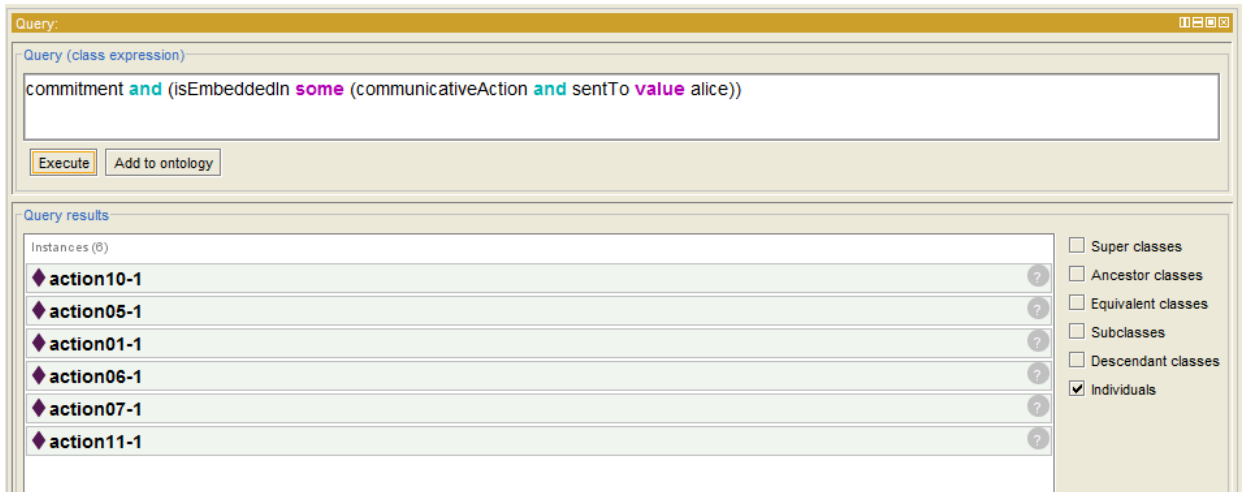 Query:
Query (class expression)
commitment and (isEmbeddedIn some (communicativeAction and sentTo value alice))
Execute
Add to ontology
Query results
Instances (6)
action10-1
?
action05-1
?
action01-1
?
action06-1
?
action07-1
?
action11-1
?
Super classes
Ancestor classes
Equivalent classes
Subclasses
Descendant classes
Individuals